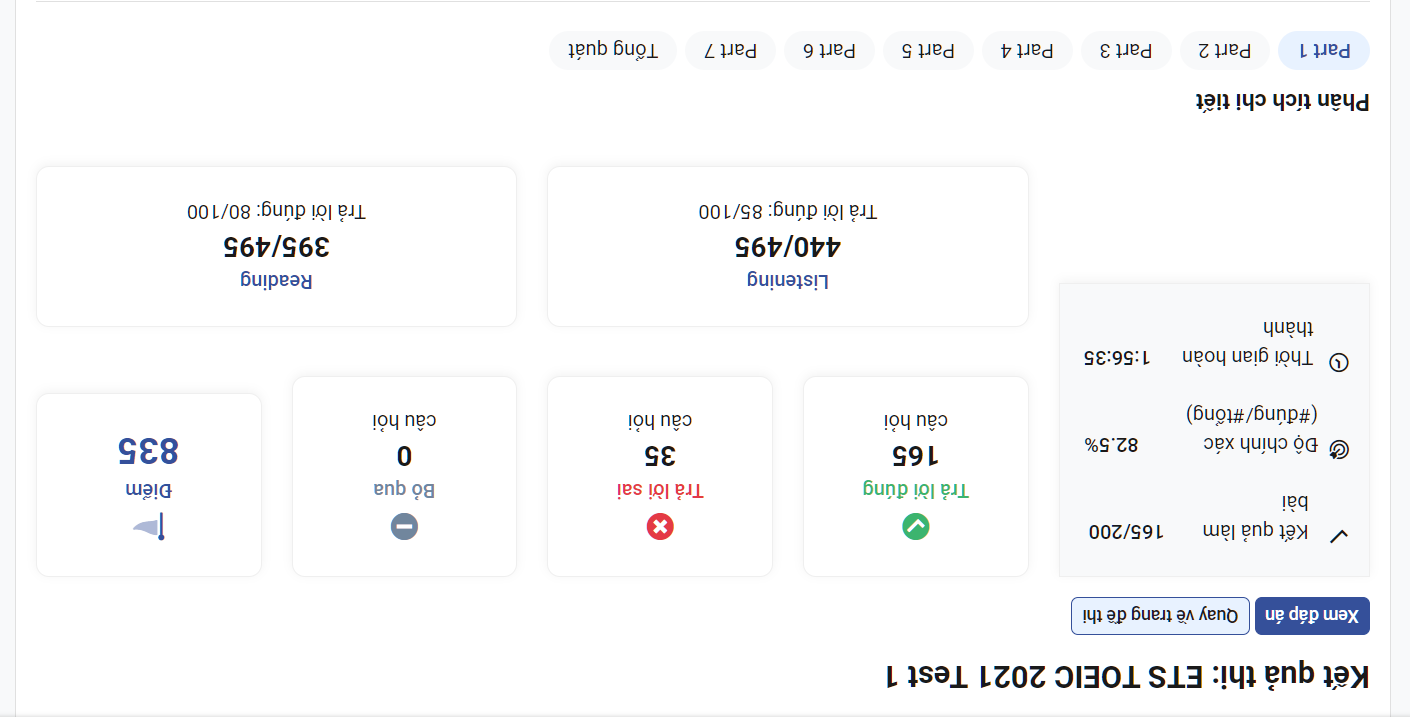 Kết quả thi: ETS TOEIC 2021 Test 1
Xem đáp án
Quay về trang đề thi
Kết quả làm
bài
165/200
Độ chính xác
(#đúng/#tổng)
82.5%
Thời gian hoàn
thành
1:56:35
Trả lời đúng
165
câu hỏi
Trả lời sai
35
câu hỏi
Bỏ qua
0
câu hỏi
Điểm
835
Listening
440/495
Trả lời đúng: 85/100
Reading
395/495
Trả lời đúng: 80/100
Phân tích chi tiết
Part 1
Part 2
Part 3
Part 4
Part 5
Part 6
Part 7
Tổng quát